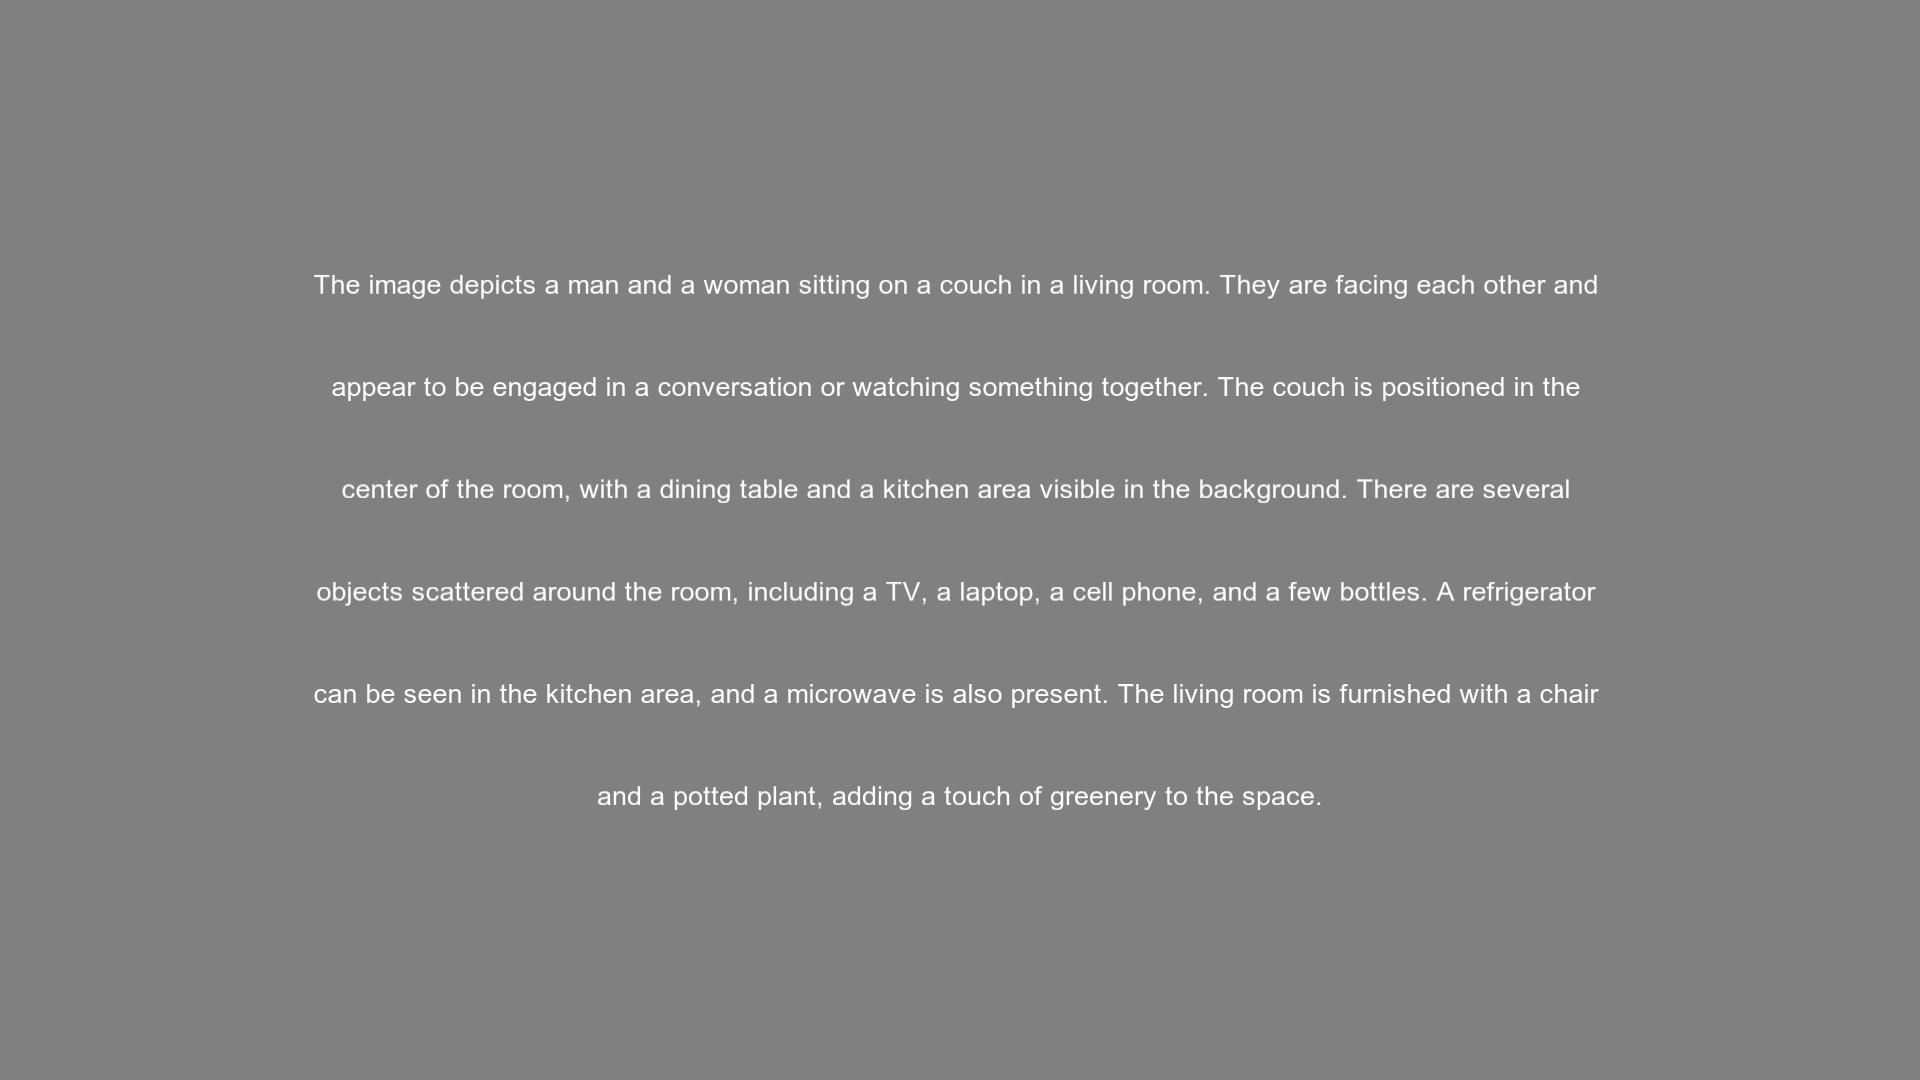 The image depicts a man and a woman sitting on a couch in a living room. They are facing each other and
appear to be engaged in a conversation or watching something together. The couch is positioned in the
center of the room, with a dining table and a kitchen area visible in the background. There are several
objects scattered around the room, including a TV, a laptop, a cell phone, and a few bottles. A refrigerator
can be seen in the kitchen area, and a microwave is also present. The living room is furnished with a chair
and a potted plant, adding a touch of greenery to the space.